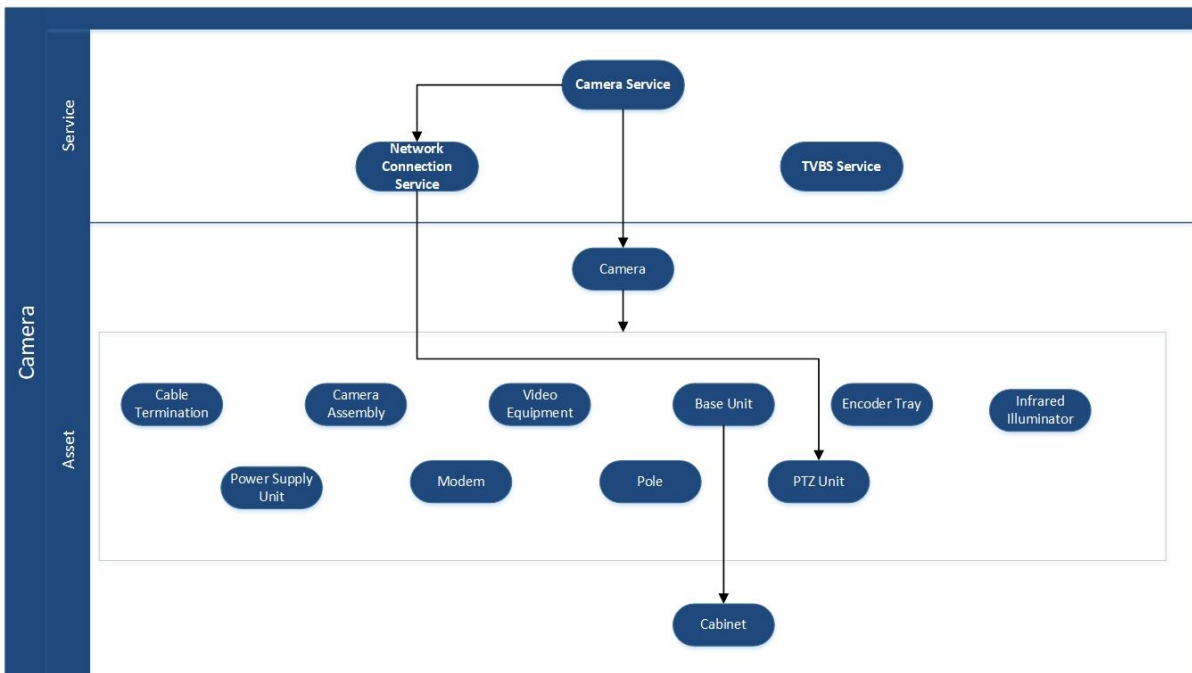 Camera
Service
Camera Service
Network
Connection
Service
TVBS Service
Asset
Camera
Cable
Termination
Camera
Assembly
Video
Equipment
Base Unit
Encoder Tray
Infrared
Illuminator
Power Supply
Unit
Modem
Pole
PTZ Unit
Cabinet